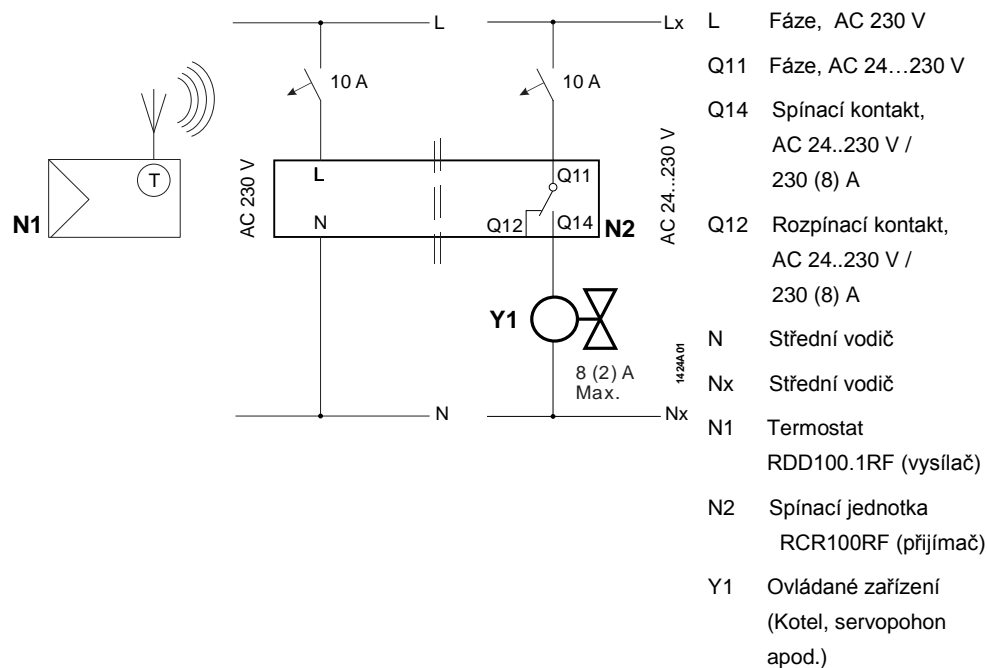 L
Lx
10 A
10 A
T
N1
AC 230 V
L
N
Q11
Q12
Q14
N2
AC 24...230 V
Y1
8 (2) A
Max.
1424A01
N
Nx
L Fáze, AC 230 V
Q11 Fáze, AC 24…230 V
Q14 Spínací kontakt,
AC 24..230 V /
230 (8) A
Q12 Rozpínací kontakt,
AC 24..230 V /
230 (8) A
N Střední vodič
Nx Střední vodič
N1 Termostat
RDD100.1RF (vysílač)
N2 Spínací jednotka
RCR100RF (přijímač)
Y1 Ovládané zařízení
(Kotel, servopohon
apod.)